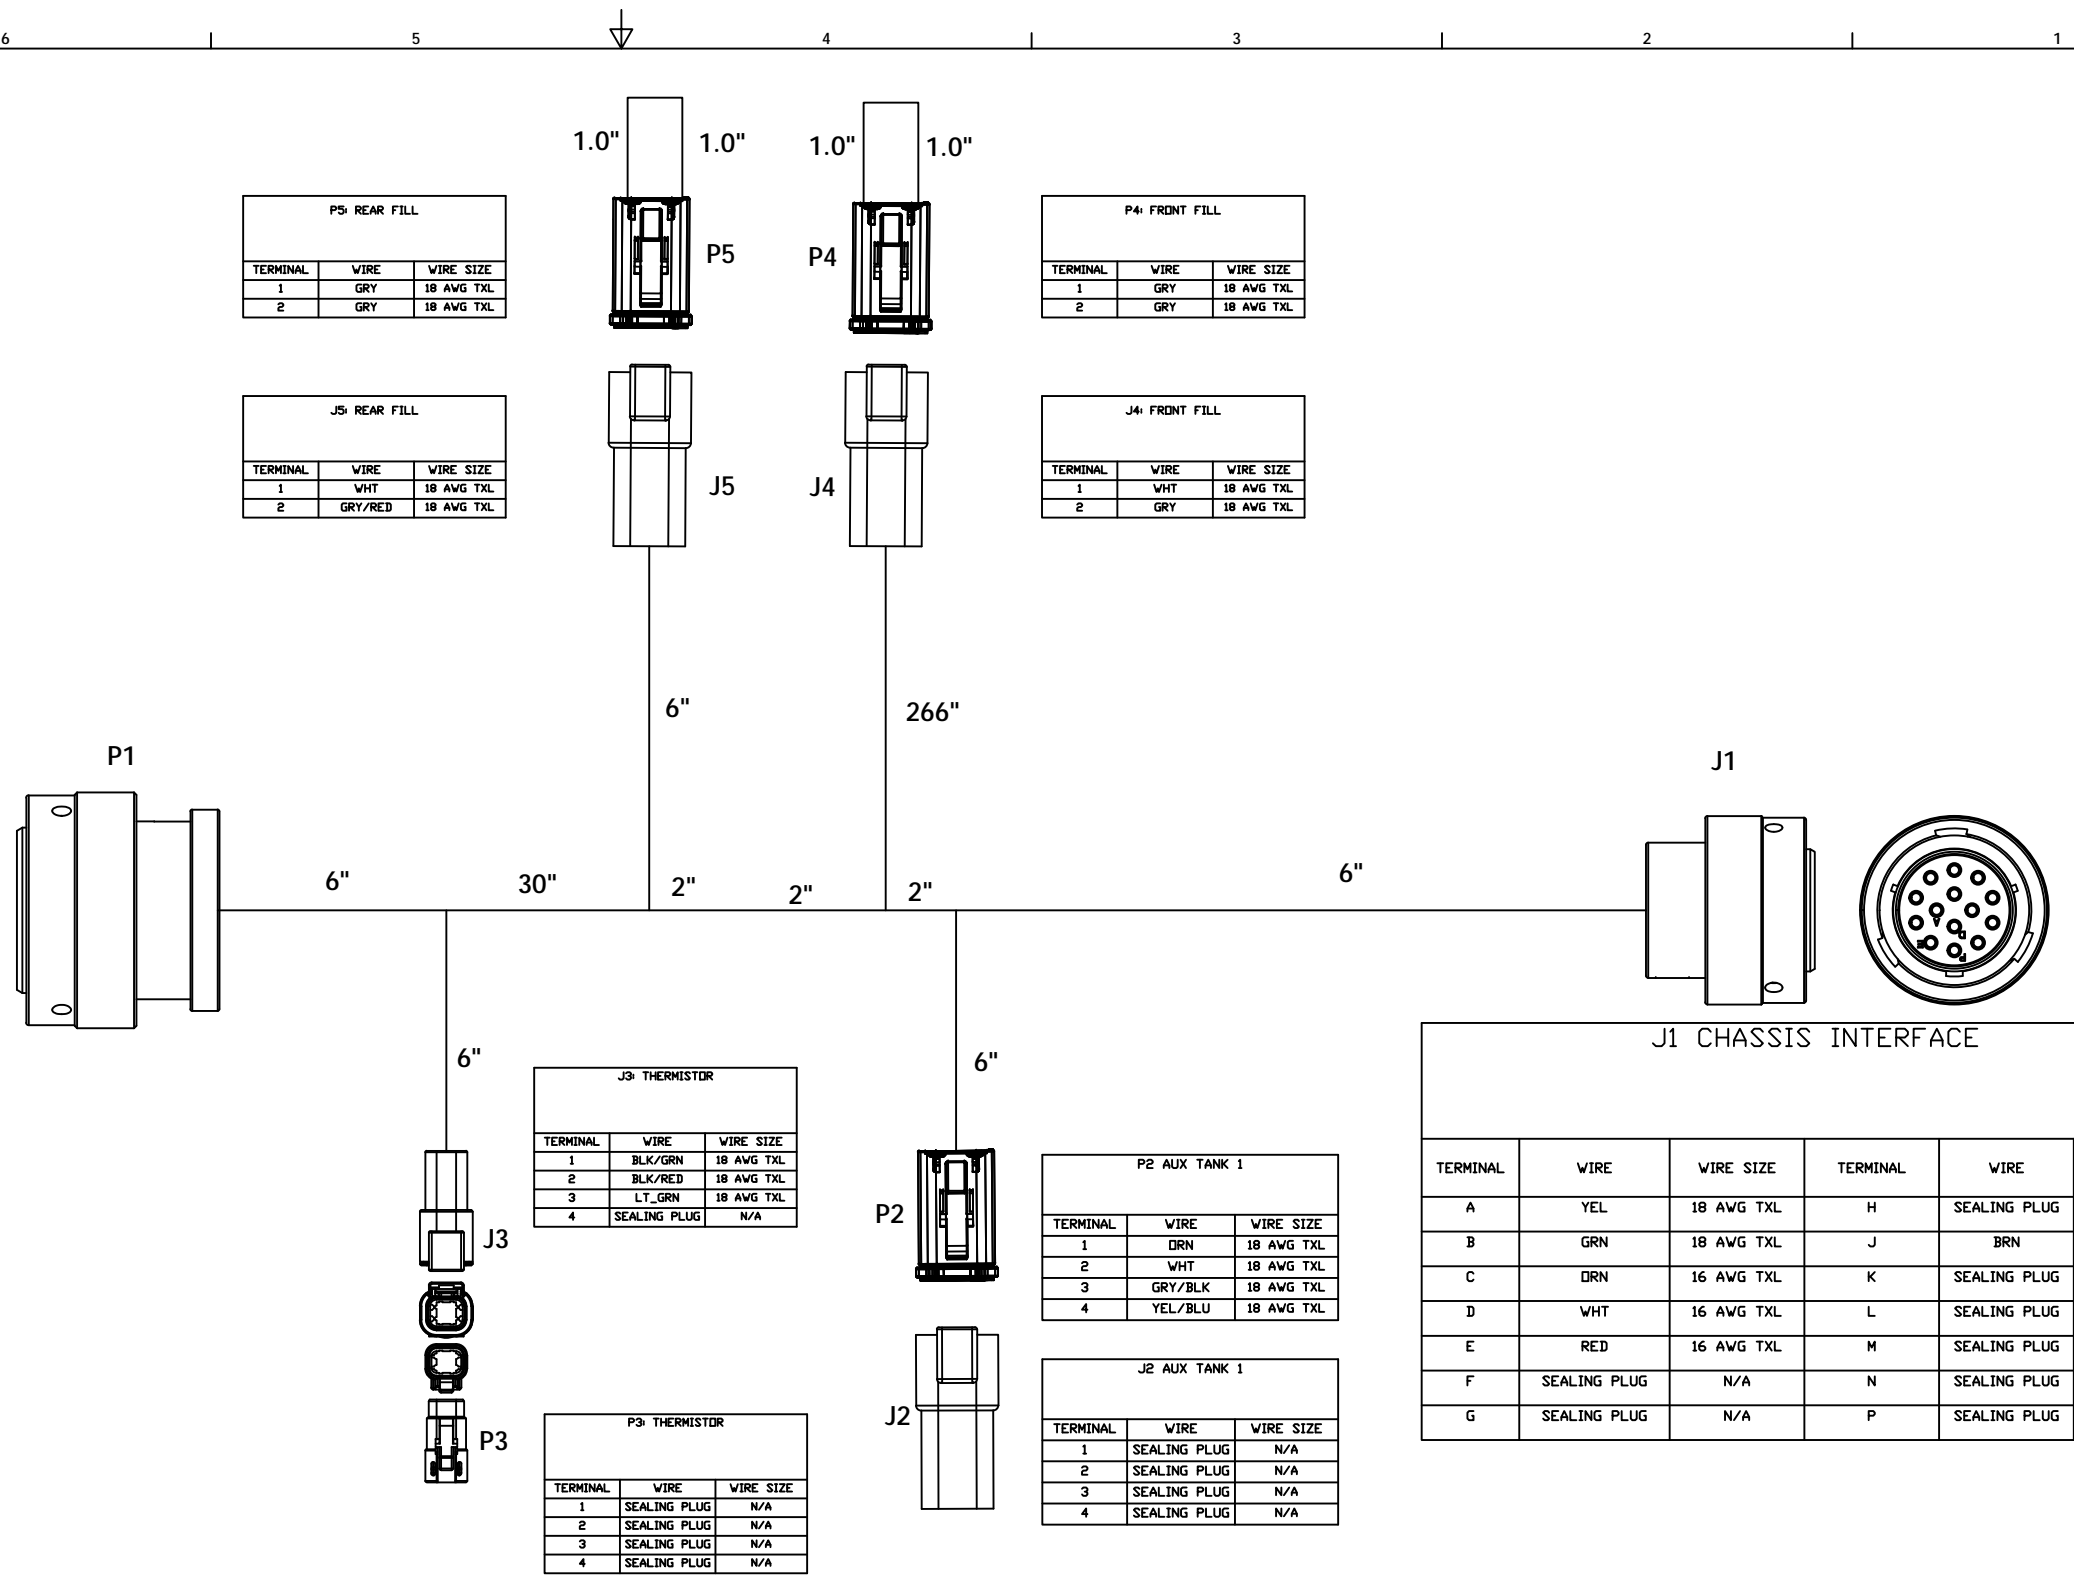 6 5 4 3 2 1
1.0" 1.0" 1.0" 1.0"
P5: REAR FILL
TERMINAL WIRE WIRE SIZE
1 GRY 18 AWG TXL
2 GRY 18 AWG TXL
P5
P4
P4: FRONT FILL
TERMINAL WIRE WIRE SIZE
1 GRY 18 AWG TXL
2 GRY 18 AWG TXL
J5: REAR FILL
TERMINAL WIRE WIRE SIZE
1 WHT 18 AWG TXL
2 GRY/RED 18 AWG TXL
J5
J4
J4: FRONT FILL
TERMINAL WIRE WIRE SIZE
1 WHT 18 AWG TXL
2 GRY 18 AWG TXL
6"
266"
P1
J1
6" 30" 2" 2" 2" 6"
A
D
E
P
6"
6"
J3: THERMISTOR
TERMINAL WIRE WIRE SIZE
1 BLK/GRN 18 AWG TXL
2 BLK/RED 18 AWG TXL
3 LT_GRN 18 AWG TXL
4 SEALING PLUG N/A
J3
P3
P3: THERMISTOR
TERMINAL WIRE WIRE SIZE
1 SEALING PLUG N/A
2 SEALING PLUG N/A
3 SEALING PLUG N/A
4 SEALING PLUG N/A
P2
P2 AUX TANK 1
TERMINAL WIRE WIRE SIZE
1 ORN 18 AWG TXL
2 WHT 18 AWG TXL
3 GRY/BLK 18 AWG TXL
4 YEL/BLU 18 AWG TXL
J2
J2 AUX TANK 1
TERMINAL WIRE WIRE SIZE
1 SEALING PLUG N/A
2 SEALING PLUG N/A
3 SEALING PLUG N/A
4 SEALING PLUG N/A
J1 CHASSIS INTERFACE
TERMINAL WIRE WIRE SIZE TERMINAL WIRE
A YEL 18 AWG TXL H SEALING PLUG
B GRN 18 AWG TXL J BRN
C ORN 16 AWG TXL K SEALING PLUG
D WHT 16 AWG TXL L SEALING PLUG
E RED 16 AWG TXL M SEALING PLUG
F SEALING PLUG N/A N SEALING PLUG
G SEALING PLUG N/A P SEALING PLUG